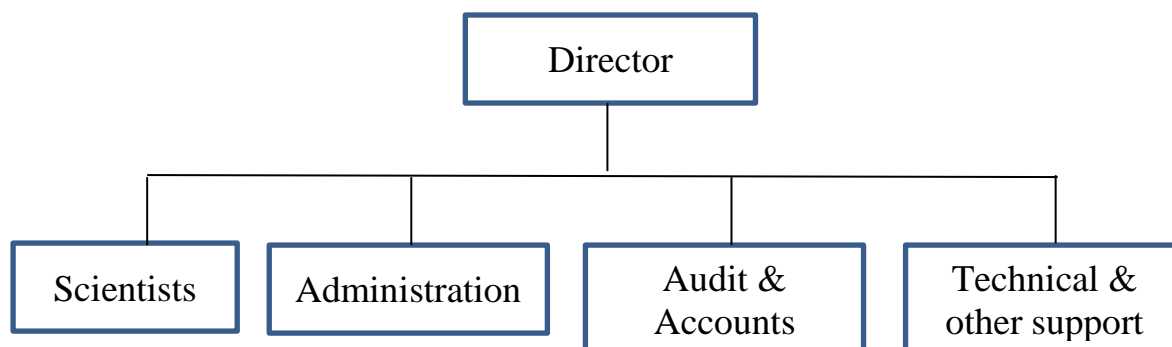 Director
Scientists
Administration
Audit &
Accounts
Technical &
other support